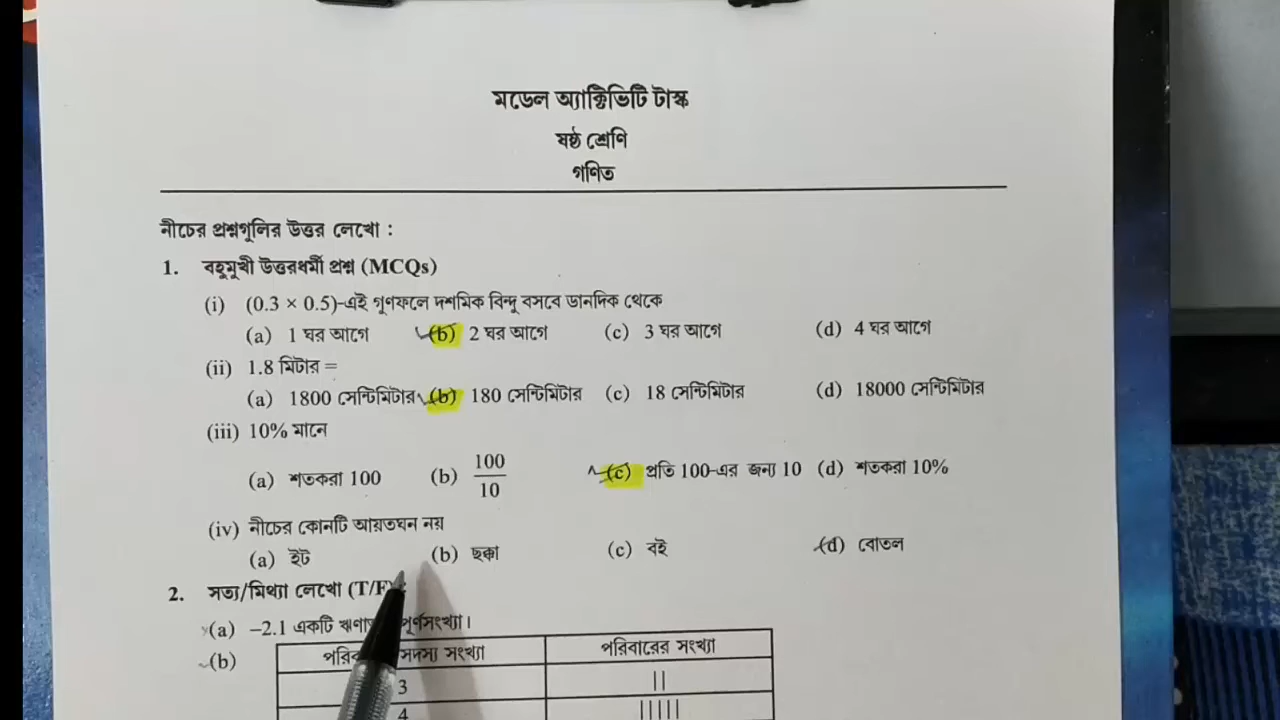 মডেল অ্যাক্টিভিটি টাস্ক
ষষ্ঠ শ্রেণি
গণিত
নীচের প্রশ্নগুলির উত্তর লেখো :
1. বহুমুখী উত্তরধর্মী প্রশ্ন (MCQs)
(i) (0.3 × 0.5)-এই গুণফলে দশমিক বিন্দু বসবে ডানদিক থেকে
(a) 1 ঘর আগে (b) 2 ঘর আগে (c) 3 ঘর আগে (d) 4 ঘর আগে
(ii) 1.8 মিটার =
(a) 1800 সেন্টিমিটার (b) 180 সেন্টিমিটার (c) 18 সেন্টিমিটার (d) 18000 সেন্টিমিটার
(iii) 10% মানে
(a) শতকরা 100 (b) 100/10 (c) প্রতি 100-এর জন্য 10 (d) শতকরা 10%
(iv) নীচের কোনটি আয়তঘন নয়
(a) ইট (b) ছক্কা (c) বই (d) বোতল
2. সত্য/মিথ্যা লেখো (T/F) :
(a) –2.1 একটি পূর্ণসংখ্যা।
(b) সদস্য সংখ্যা পরিবারের সংখ্যা
3 ||
4 |||||